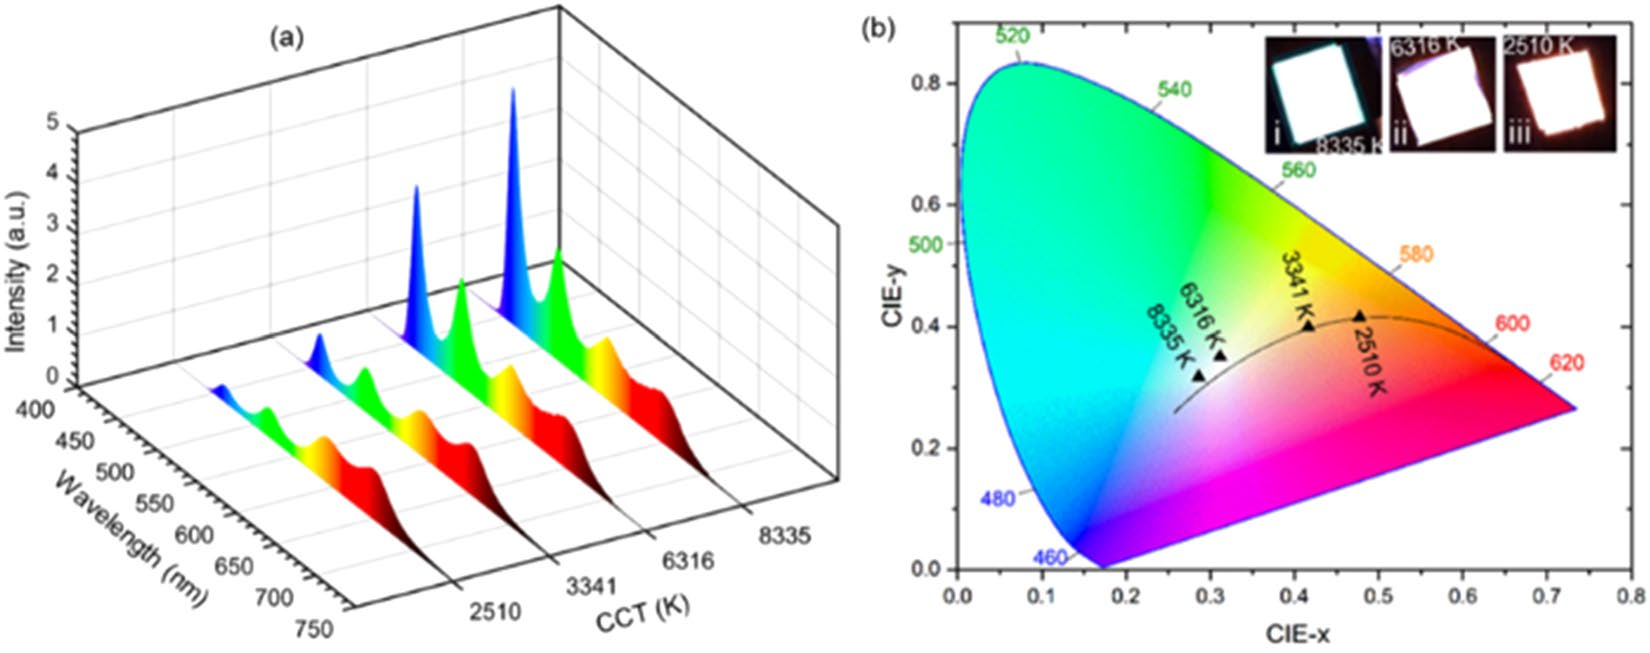 (a)
Intensity (a.u.)
5
4
3
2
1
0
400
450
500
550
600
650
700
750
Wavelength (nm)
2510
3341
6316
8335
CCT (K)
(b)
CIE-y
0.8
0.6
0.4
0.2
0.0
0.0 0.1 0.2 0.3 0.4 0.5 0.6 0.7 0.8
CIE-x
520
540
560
580
600
620
500
480
460
8335 K
6316 K
3341 K
2510 K
i
8335 K
6316 K
ii
2510 K
iii